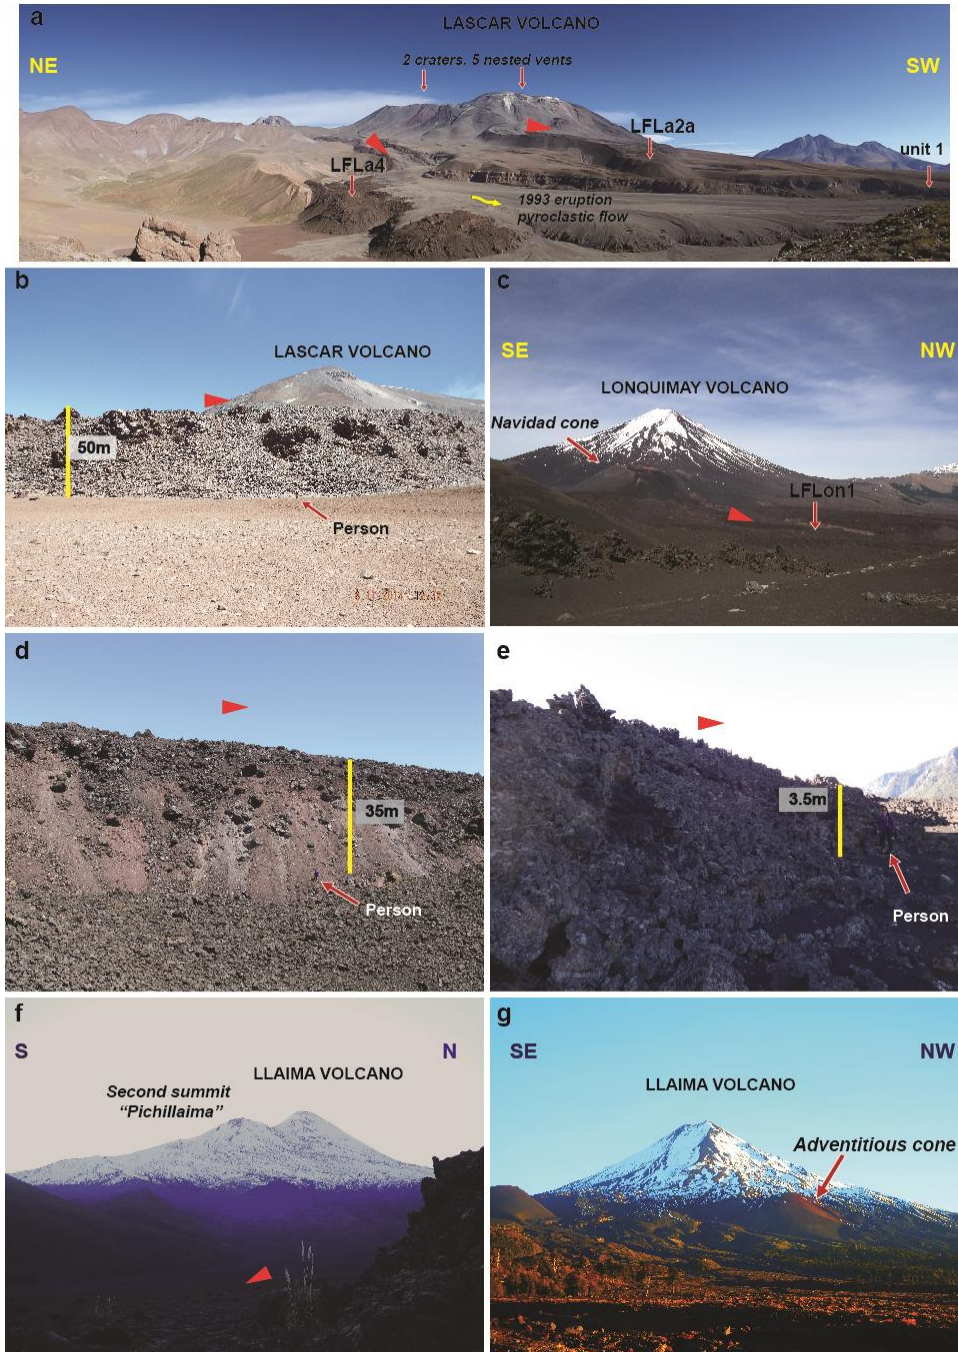 a
LASCAR VOLCANO
NE
2 craters. 5 nested vents
SW
LFLa2a
unit 1
LFLa4
1993 eruption
pyroclastic flow
b
LASCAR VOLCANO
50m
Person
c
SE
NW
LONQUIMAY VOLCANO
Navidad cone
LFLon1
d
35m
Person
e
3.5m
Person
f
S
N
LLAIMA VOLCANO
Second summit
“Pichillaima”
g
SE
NW
LLAIMA VOLCANO
Adventitious cone